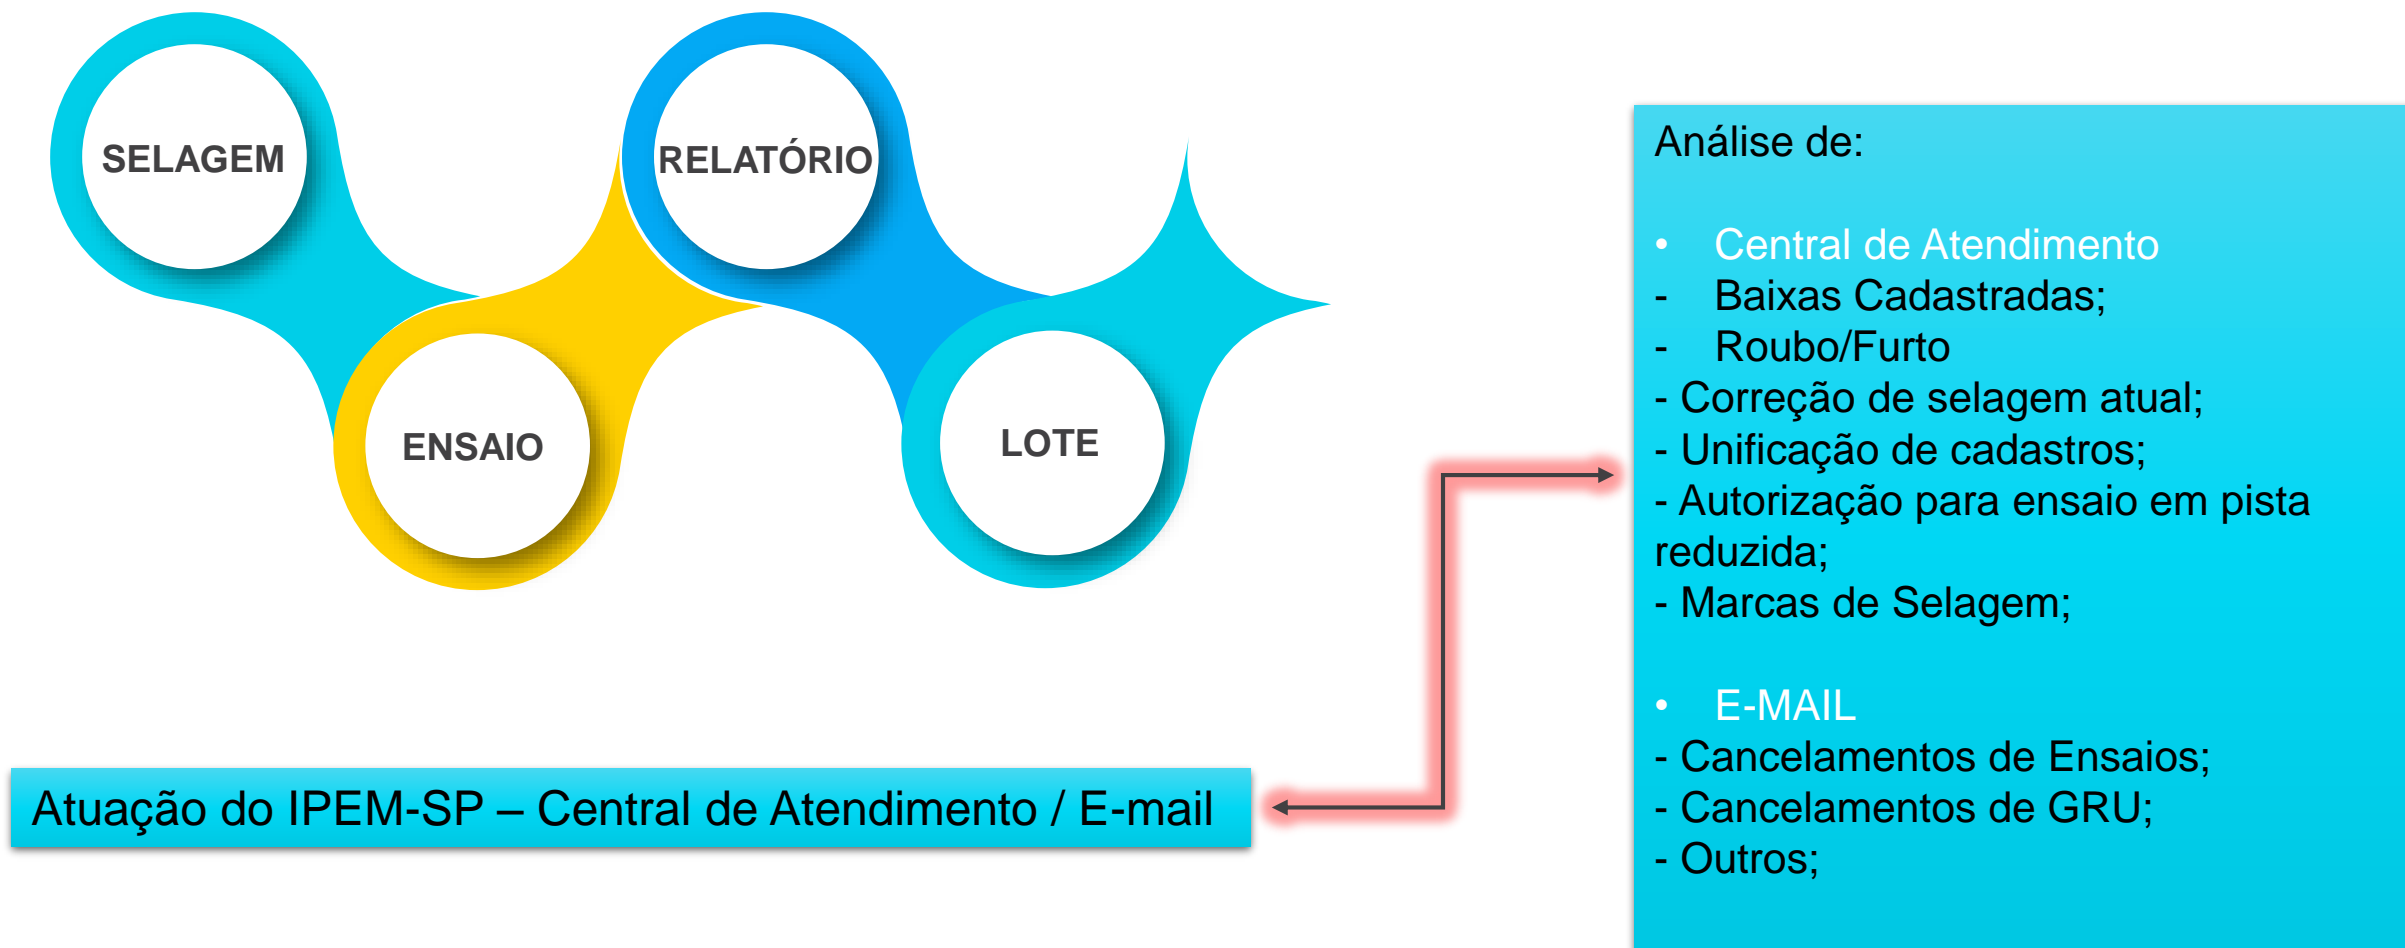 SELAGEM
ENSAIO
RELATÓRIO
LOTE
Atuação do IPEM-SP – Central de Atendimento / E-mail
Análise de:
• Central de Atendimento
- Baixas Cadastradas;
- Roubo/Furto
- Correção de selagem atual;
- Unificação de cadastros;
- Autorização para ensaio em pista
reduzida;
- Marcas de Selagem;
• E-MAIL
- Cancelamentos de Ensaios;
- Cancelamentos de GRU;
- Outros;